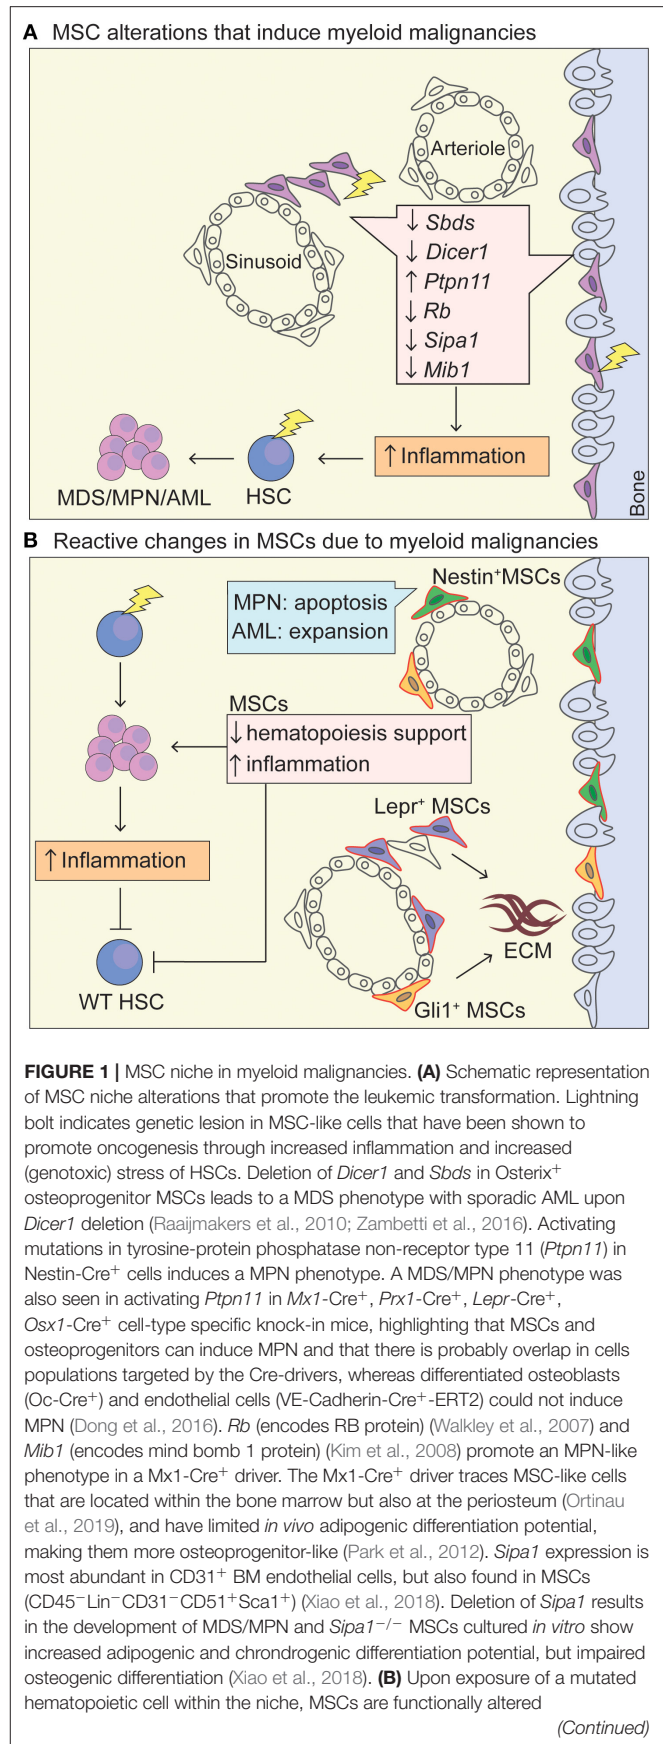 A MSC alterations that induce myeloid malignancies
Arteriole
Sinusoid
↓ Sbds
↓ Dicer1
↑ Ptpn11
↓ Rb
↓ Sipa1
↓ Mib1
↑ Inflammation
HSC
MDS/MPN/AML
Bone
B Reactive changes in MSCs due to myeloid malignancies
Nestin⁺MSCs
MPN: apoptosis
AML: expansion
MSCs
↓ hematopoiesis support
↑ inflammation
Lepr⁺ MSCs
↑ Inflammation
ECM
WT HSC
Gli1⁺ MSCs
FIGURE 1 | MSC niche in myeloid malignancies. (A) Schematic representation
of MSC niche alterations that promote the leukemic transformation. Lightning
bolt indicates genetic lesion in MSC-like cells that have been shown to
promote oncogenesis through increased inflammation and increased
(genotoxic) stress of HSCs. Deletion of Dicer1 and Sbds in Osterix⁺
osteoprogenitor MSCs leads to a MDS phenotype with sporadic AML upon
Dicer1 deletion (Raaijmakers et al., 2010; Zambetti et al., 2016). Activating
mutations in tyrosine-protein phosphatase non-receptor type 11 (Ptpn11) in
Nestin-Cre⁺ cells induces a MPN phenotype. A MDS/MPN phenotype was
also seen in activating Ptpn11 in Mx1-Cre⁺, Prx1-Cre⁺, Lepr-Cre⁺,
Osx1-Cre⁺ cell-type specific knock-in mice, highlighting that MSCs and
osteoprogenitors can induce MPN and that there is probably overlap in cells
populations targeted by the Cre-drivers, whereas differentiated osteoblasts
(Oc-Cre⁺) and endothelial cells (VE-Cadherin-Cre⁺-ERT2) could not induce
MPN (Dong et al., 2016). Rb (encodes RB protein) (Walkley et al., 2007) and
Mib1 (encodes mind bomb 1 protein) (Kim et al., 2008) promote an MPN-like
phenotype in a Mx1-Cre⁺ driver. The Mx1-Cre⁺ driver traces MSC-like cells
that are located within the bone marrow but also at the periosteum (Ortinau
et al., 2019), and have limited in vivo adipogenic differentiation potential,
making them more osteoprogenitor-like (Park et al., 2012). Sipa1 expression is
most abundant in CD31⁺ BM endothelial cells, but also found in MSCs
(CD45⁻Lin⁻CD31⁻CD51⁺Sca1⁺) (Xiao et al., 2018). Deletion of Sipa1 results
in the development of MDS/MPN and Sipa1⁻/⁻ MSCs cultured in vitro show
increased adipogenic and chrondrogenic differentiation potential, but impaired
osteogenic differentiation (Xiao et al., 2018). (B) Upon exposure of a mutated
hematopoietic cell within the niche, MSCs are functionally altered
(Continued)